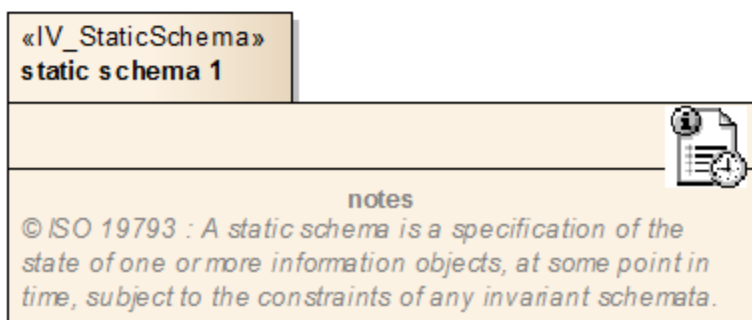 «IV_StaticSchema»
static schema 1
notes
© ISO 19793 : A static schema is a specification of the
state of one or more information objects, at some point in
time, subject to the constraints of any invariant schemata.